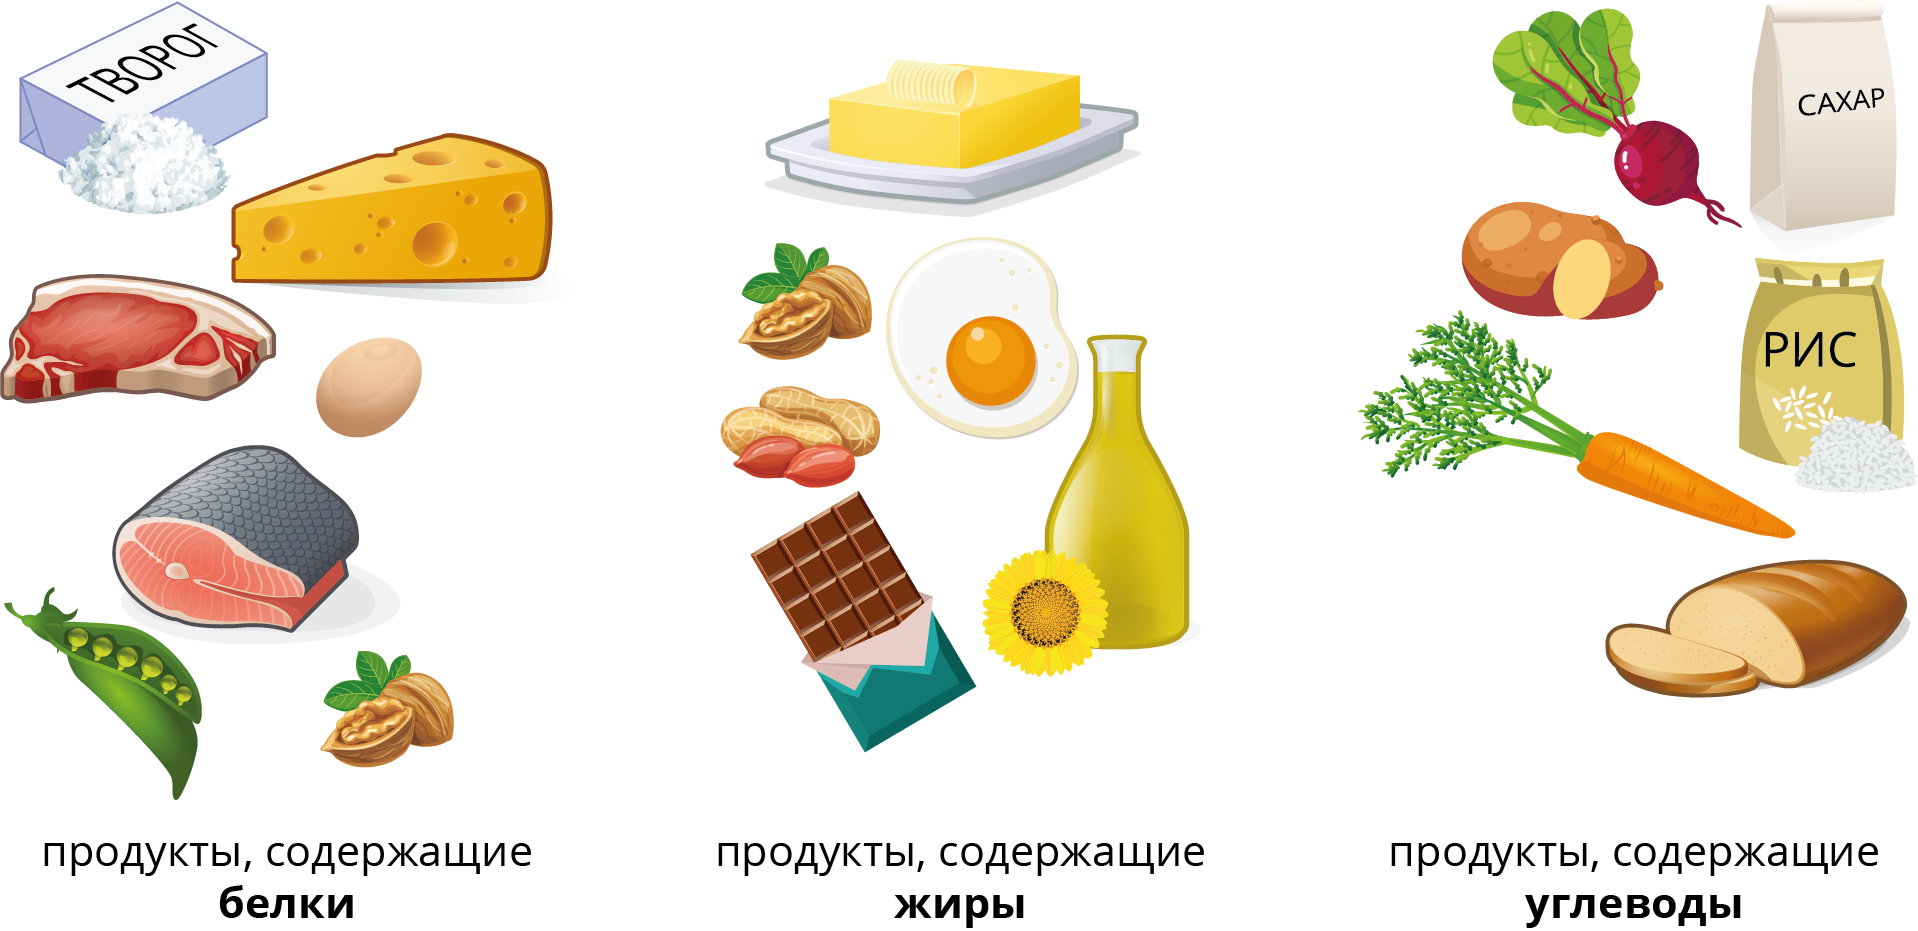 ТВОРОГ
САХАР
РИС
продукты, содержащие
белки
продукты, содержащие
жиры
продукты, содержащие
углеводы